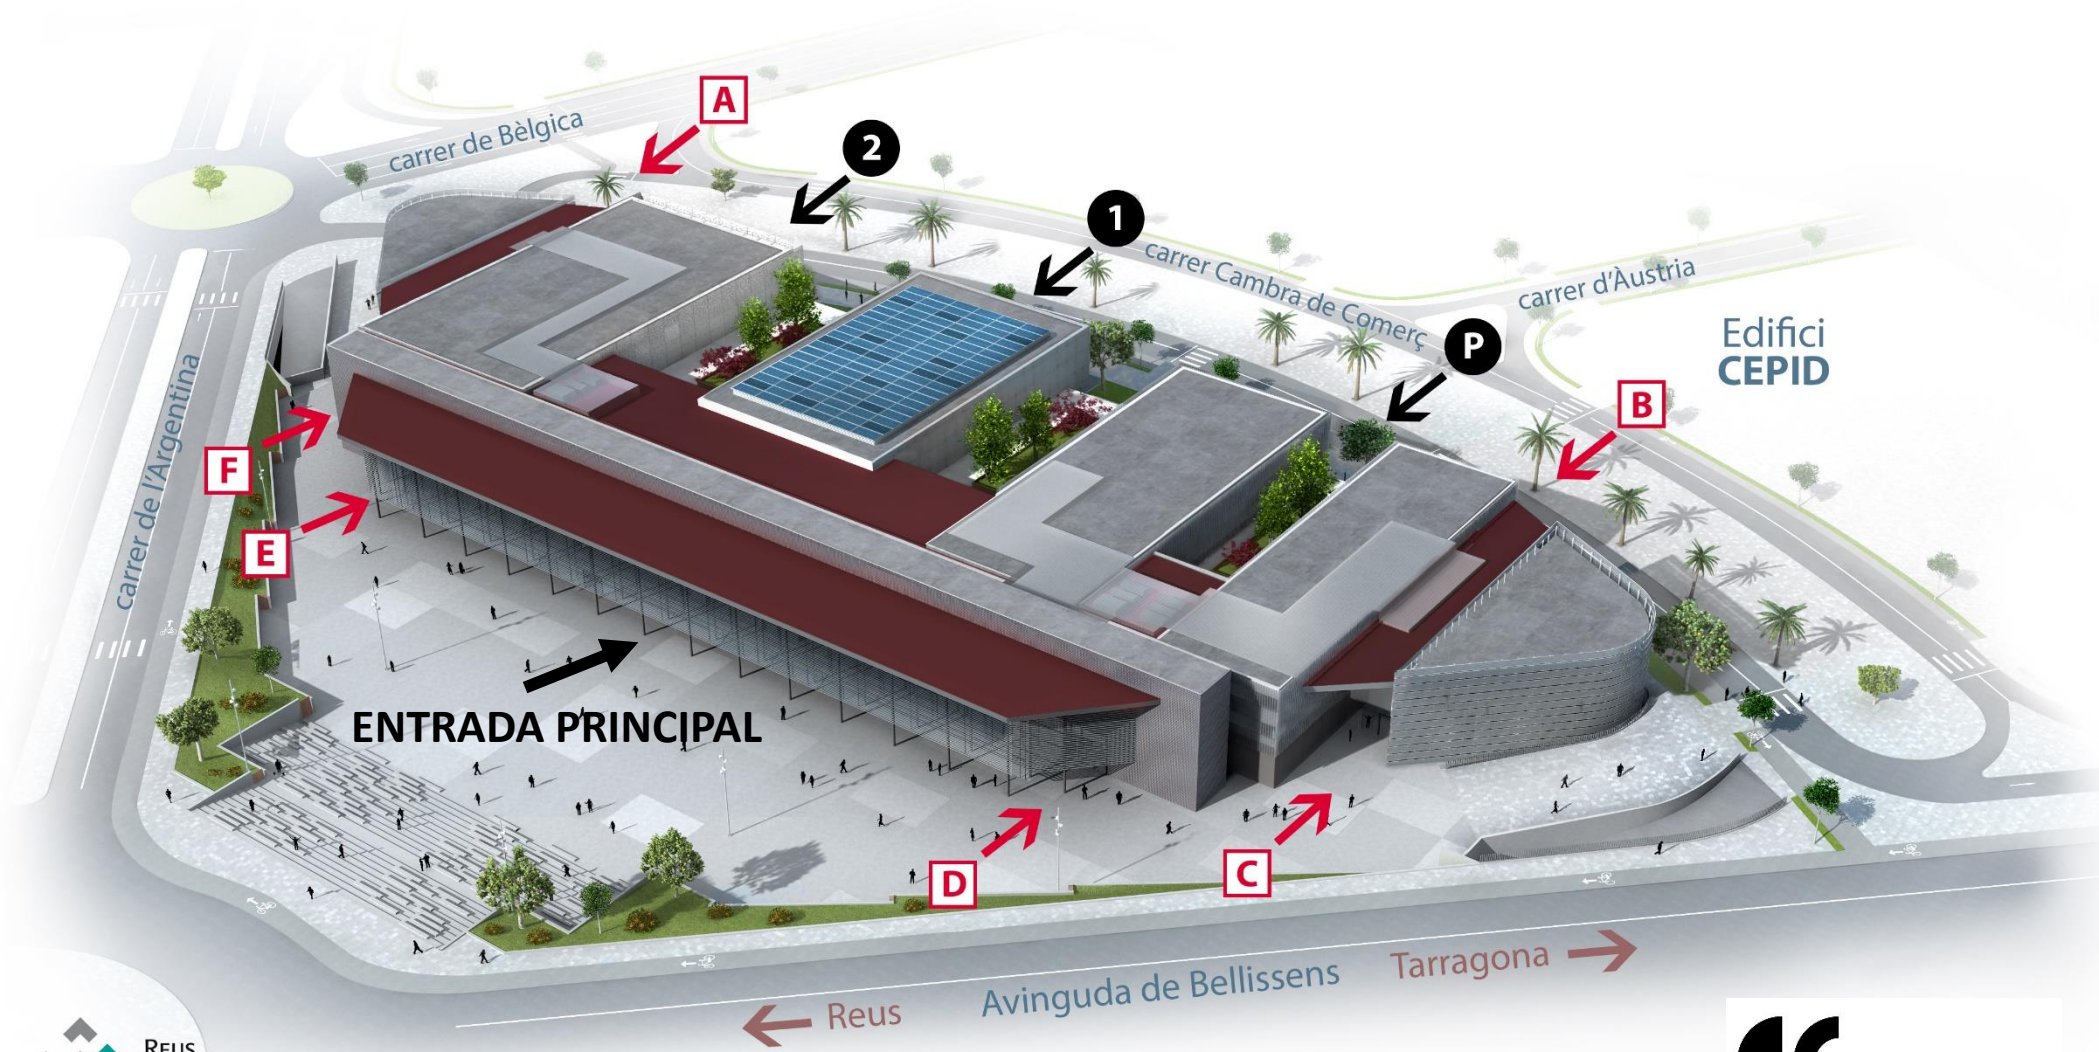 A
carrer de Bèlgica
2
1
carrer Cambra de Comerç
carrer d'Àustria
Edifici
CEPID
P
B
carrer de l'Argentina
F
E
ENTRADA PRINCIPAL
D
C
Tarragona
Avinguda de Bellissens
Reus
REUS